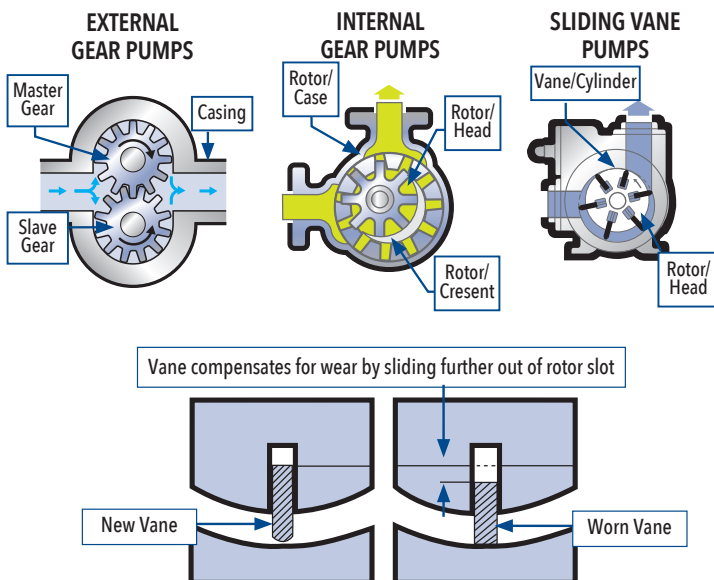 EXTERNAL
GEAR PUMPS
INTERNAL
GEAR PUMPS
SLIDING VANE
PUMPS
Master
Gear
Casing
Slave
Gear
Rotor/
Case
Rotor/
Head
Rotor/
Cresent
Vane/Cylinder
Rotor/
Head
Vane compensates for wear by sliding further out of rotor slot
New Vane
Worn Vane